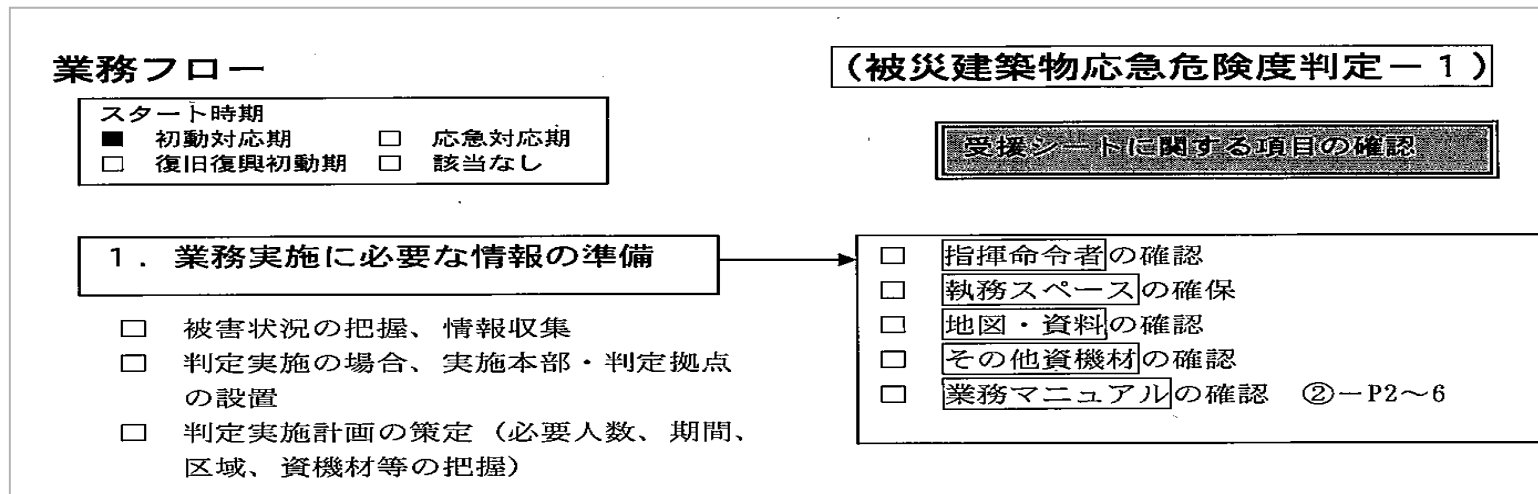 業務フロー
(被災建築物応急危険度判定－１)
スタート時期
■ 初動対応期 □ 応急対応期
□ 復旧復興初動期 □ 該当なし
受援シートに関する項目の確認
１．業務実施に必要な情報の準備
□ 被害状況の把握、情報収集
□ 判定実施の場合、実施本部・判定拠点
の設置
□ 判定実施計画の策定（必要人数、期間、
区域、資機材等の把握）
□ 指揮命令者の確認
□ 執務スペースの確保
□ 地図・資料の確認
□ その他資機材の確認
□ 業務マニュアルの確認 ②－P2～6